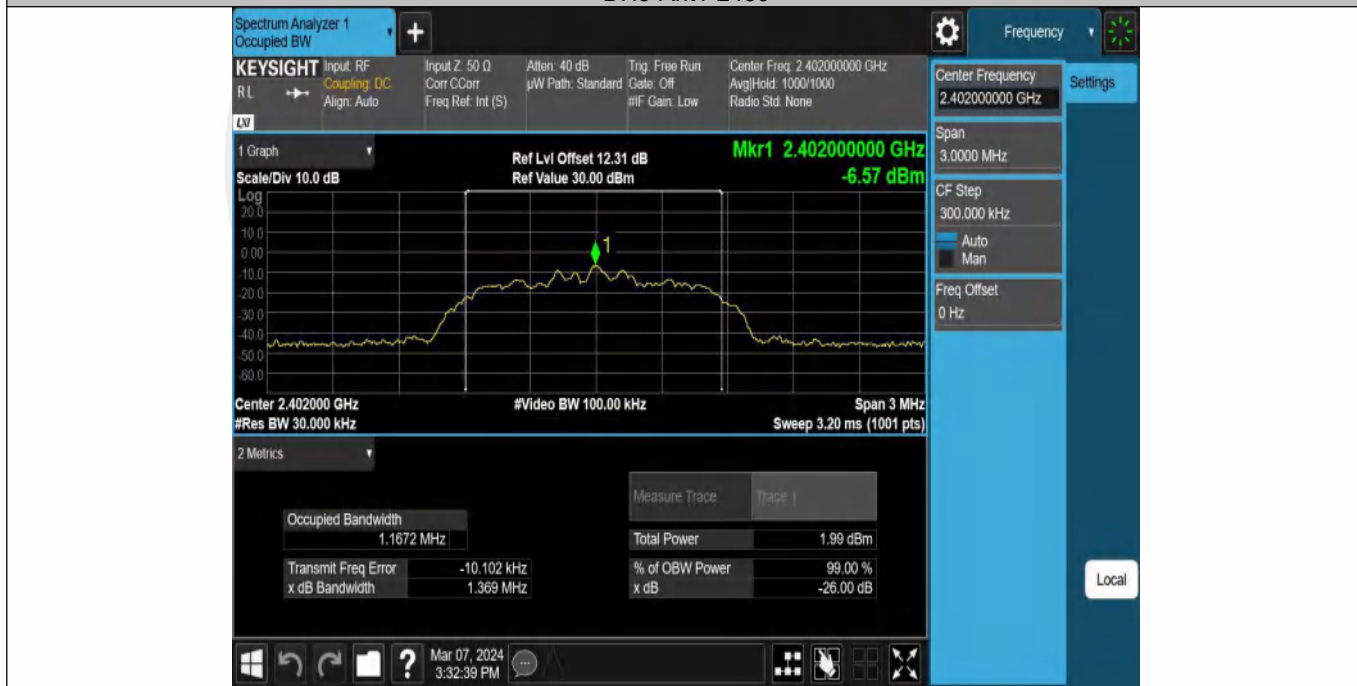 Spectrum Analyzer 1
Occupied BW
+
Frequency
KEYSIGHT
R L
LXI
Input: RF
Coupling: DC
Align: Auto
Input Z: 50 Ω
Corr CCorr
Freq Ref: Int (S)
Atten: 40 dB
µW Path: Standard
Trig: Free Run
Gate: Off
#IF Gain: Low
Center Freq: 2.402000000 GHz
Avg|Hold: 1000/1000
Radio Std: None
Center Frequency
2.402000000 GHz
Settings
Span
3.0000 MHz
CF Step
300.000 kHz
Auto
Man
Freq Offset
0 Hz
Local
1 Graph
Scale/Div 10.0 dB
Ref Lvl Offset 12.31 dB
Ref Value 30.00 dBm
Mkr1 2.402000000 GHz
-6.57 dBm
Log
20.0
10.0
0.00
-10.0
-20.0
-30.0
-40.0
-50.0
-60.0
1
Center 2.402000 GHz
#Video BW 100.00 kHz
Span 3 MHz
#Res BW 30.000 kHz
Sweep 3.20 ms (1001 pts)
2 Metrics
Measure Trace Trace 1
Occupied Bandwidth
1.1672 MHz
Total Power 1.99 dBm
Transmit Freq Error -10.102 kHz
% of OBW Power 99.00 %
x dB Bandwidth 1.369 MHz
x dB -26.00 dB
?
Mar 07, 2024
3:32:39 PM